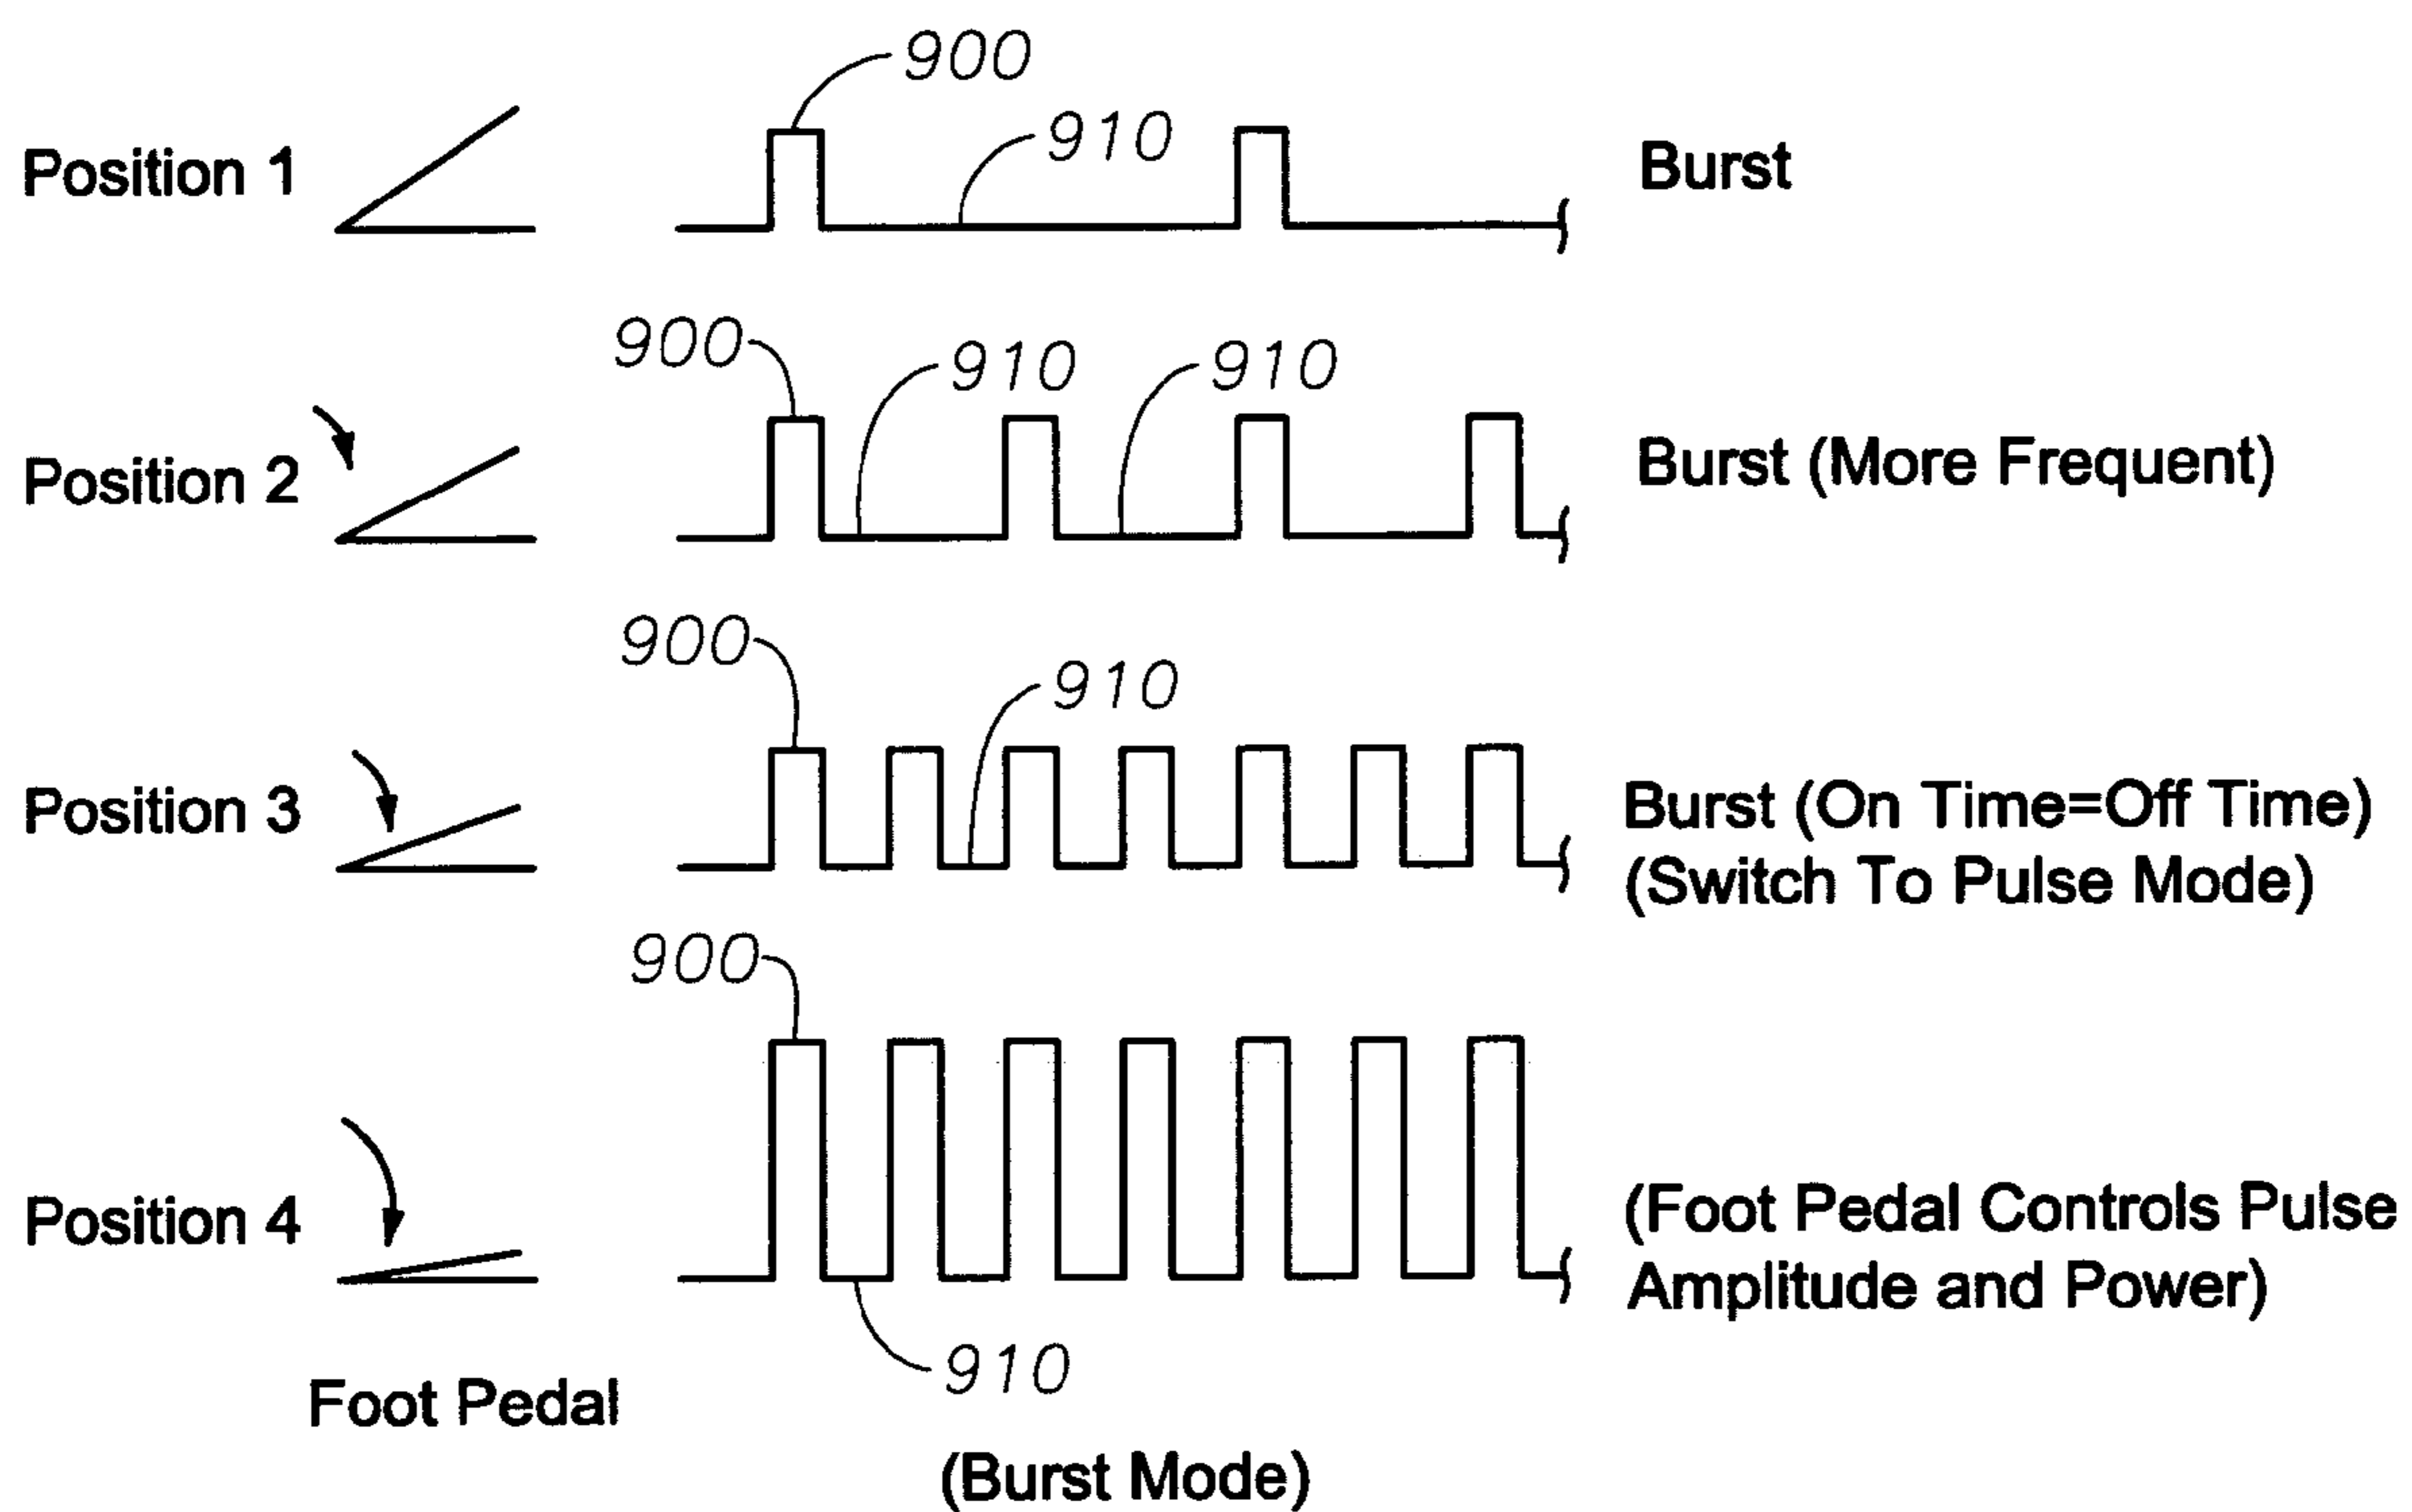 900
910
Position 1
Burst
900
910
910
Position 2
Burst (More Frequent)
900
910
Position 3
Burst (On Time=Off Time)
(Switch To Pulse Mode)
900
Position 4
(Foot Pedal Controls Pulse
Amplitude and Power)
910
Foot Pedal
(Burst Mode)